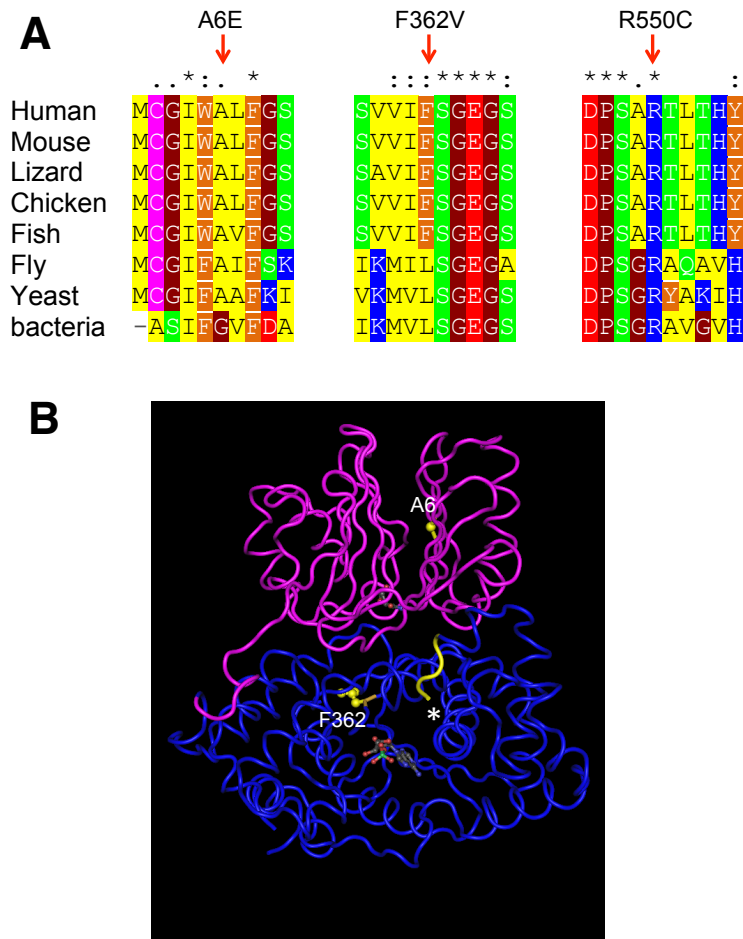 A
A6E F362V R550C
..*:. * :::****: ***.* :
Human MCGIWALFGS SVVIFSGEGS DPSARTLTHY
Mouse MCGIWALFGS SVVIFSGEGS DPSARTLTHY
Lizard MCGIWALFGS SAVIFSGEGS DPSARTLTHY
Chicken MCGIWALFGS SVVIFSGEGS DPSARTLTHY
Fish MCGIWAVFGS SVVIFSGEGS DPSARTLTHY
Fly MCGIFAIFSK IKMILSGEGA DPSGRAQAVH
Yeast MCGIFAAFKI VKMVLSGEGS DPSGRYAKIH
bacteria -ASIFGVFDA IKMVLSGEGS DPSGRAVGVH
B
A6
F362
*